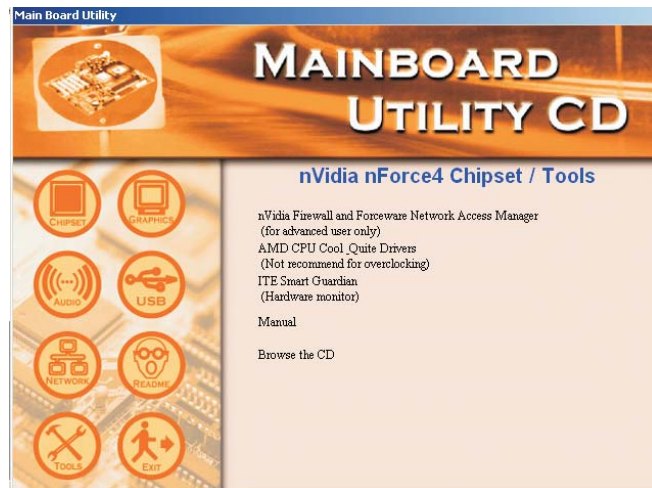 Main Board Utility
MAINBOARD
UTILITY CD
nVidia nForce4 Chipset / Tools
CHIPSET
GRAPHICS
AUDIO
USB
NETWORK
README
TOOLS
EXIT
nVidia Firewall and Forceware Network Access Manager
(for advanced user only)
AMD CPU Cool_Quite Drivers
(Not recommend for overclocking)
ITE Smart Guardian
(Hardware monitor)
Manual
Browse the CD